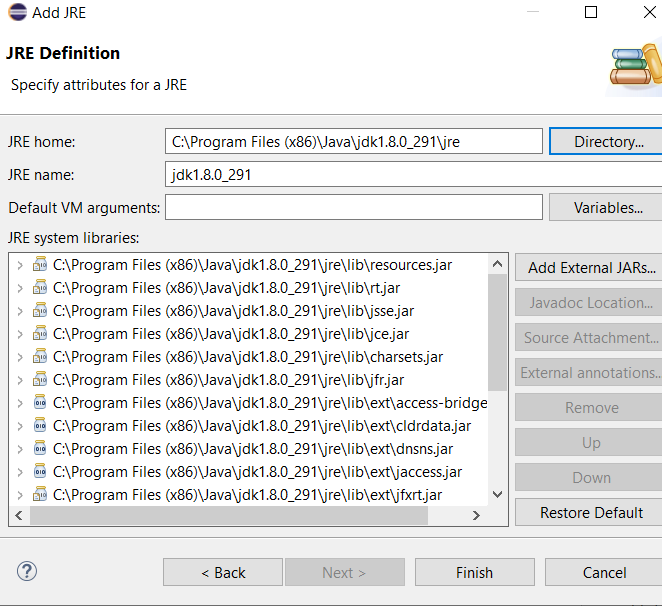 Add JRE
JRE Definition
Specify attributes for a JRE
JRE home: C:\Program Files (x86)\Java\jdk1.8.0_291\jre Directory...
JRE name: jdk1.8.0_291
Default VM arguments: Variables...
JRE system libraries:
C:\Program Files (x86)\Java\jdk1.8.0_291\jre\lib\resources.jar
C:\Program Files (x86)\Java\jdk1.8.0_291\jre\lib\rt.jar
C:\Program Files (x86)\Java\jdk1.8.0_291\jre\lib\jsse.jar
C:\Program Files (x86)\Java\jdk1.8.0_291\jre\lib\jce.jar
C:\Program Files (x86)\Java\jdk1.8.0_291\jre\lib\charsets.jar
C:\Program Files (x86)\Java\jdk1.8.0_291\jre\lib\jfr.jar
C:\Program Files (x86)\Java\jdk1.8.0_291\jre\lib\ext\access-bridge
C:\Program Files (x86)\Java\jdk1.8.0_291\jre\lib\ext\cldrdata.jar
C:\Program Files (x86)\Java\jdk1.8.0_291\jre\lib\ext\dnsns.jar
C:\Program Files (x86)\Java\jdk1.8.0_291\jre\lib\ext\jaccess.jar
C:\Program Files (x86)\Java\jdk1.8.0_291\jre\lib\ext\jfxrt.jar
Add External JARs...
Javadoc Location...
Source Attachment...
External annotations...
Remove
Up
Down
Restore Default
? < Back Next > Finish Cancel